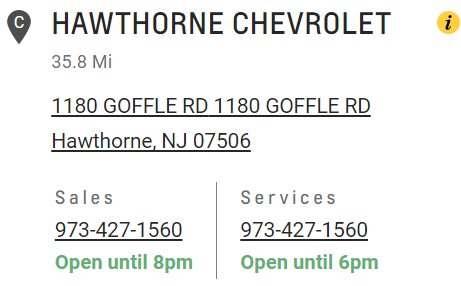 C
HAWTHORNE CHEVROLET
i
35.8 Mi
1180 GOFFLE RD 1180 GOFFLE RD
Hawthorne, NJ 07506
Sales
973-427-1560
Open until 8pm
Services
973-427-1560
Open until 6pm